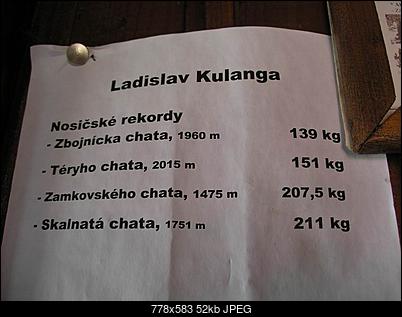 Ladislav Kulanga
Nosičské rekordy
- Zbojnícka chata, 1960 m 139 kg
- Téryho chata, 2015 m 151 kg
- Zamkovského chata, 1475 m 207,5 kg
- Skalnatá chata, 1751 m 211 kg
778x583 52kb JPEG